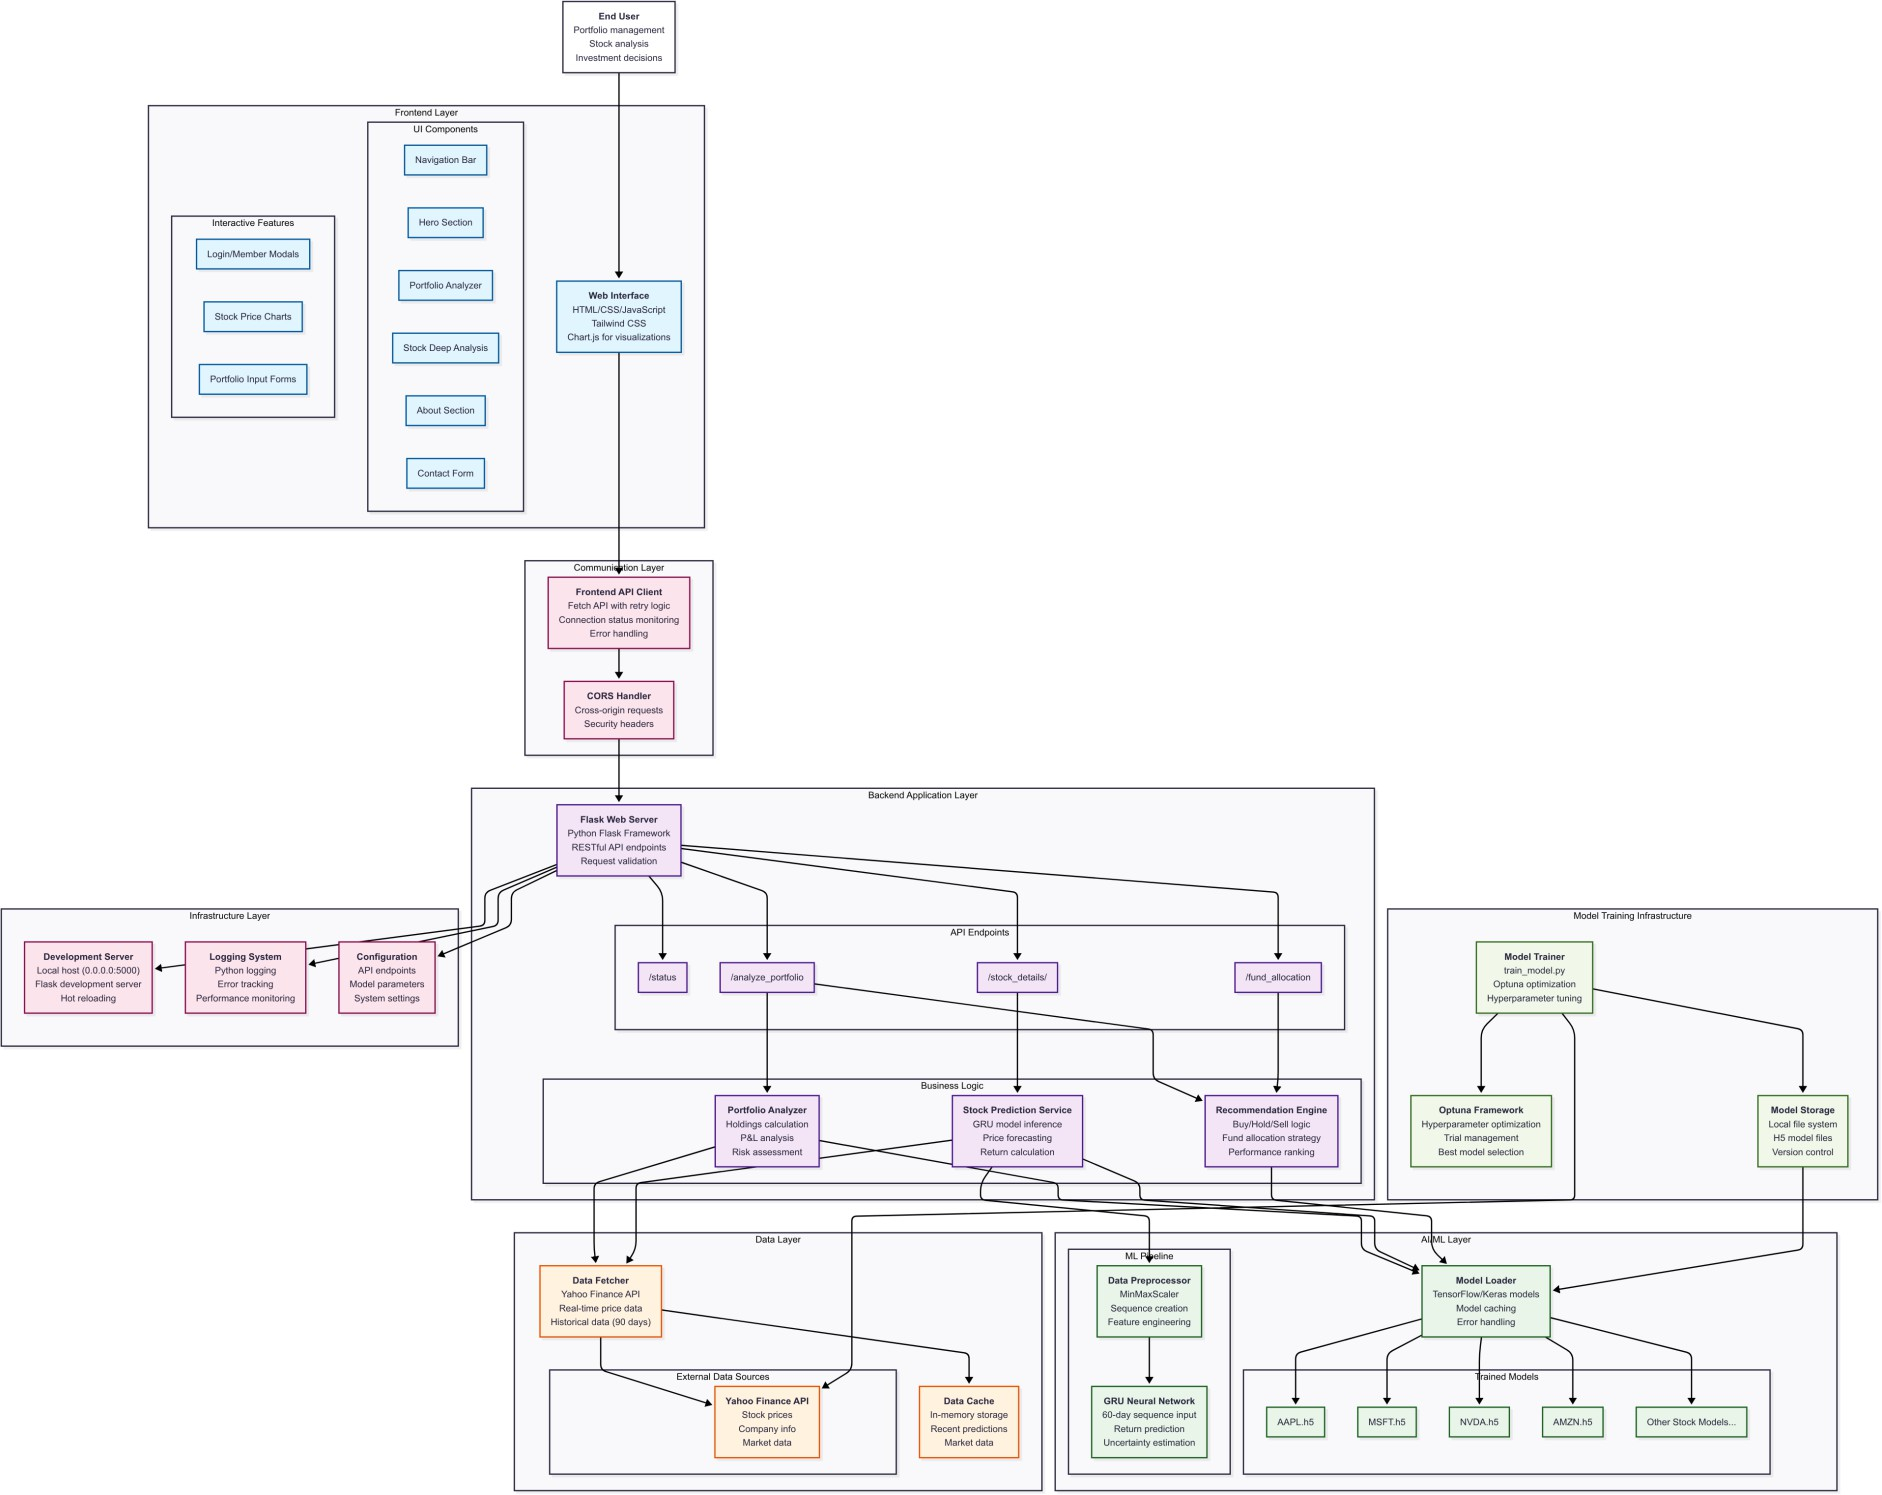 End User
Portfolio management
Stock analysis
Investment decisions
Frontend Layer
UI Components
Navigation Bar
Hero Section
Portfolio Analyzer
Stock Deep Analysis
About Section
Contact Form
Interactive Features
Login/Member Modals
Stock Price Charts
Portfolio Input Forms
Web Interface
HTML/CSS/JavaScript
Tailwind CSS
Chart.js for visualizations
Communication Layer
Frontend API Client
Fetch API with retry logic
Connection status monitoring
Error handling
CORS Handler
Cross-origin requests
Security headers
Backend Application Layer
Flask Web Server
Python Flask Framework
RESTful API endpoints
Request validation
Infrastructure Layer
Development Server
Local host (0.0.0.0:5000)
Flask development server
Hot reloading
Logging System
Python logging
Error tracking
Performance monitoring
Configuration
API endpoints
Model parameters
System settings
API Endpoints
/status
/analyze_portfolio
/stock_details/
/fund_allocation
Business Logic
Portfolio Analyzer
Holdings calculation
P&L analysis
Risk assessment
Stock Prediction Service
GRU model inference
Price forecasting
Return calculation
Recommendation Engine
Buy/Hold/Sell logic
Fund allocation strategy
Performance ranking
Model Training Infrastructure
Model Trainer
train_model.py
Optuna optimization
Hyperparameter tuning
Optuna Framework
Hyperparameter optimization
Trial management
Best model selection
Model Storage
Local file system
H5 model files
Version control
Data Layer
Data Fetcher
Yahoo Finance API
Real-time price data
Historical data (90 days)
External Data Sources
Yahoo Finance API
Stock prices
Company info
Market data
Data Cache
In-memory storage
Recent predictions
Market data
AI/ML Layer
ML Pipeline
Data Preprocessor
MinMaxScaler
Sequence creation
Feature engineering
GRU Neural Network
60-day sequence input
Return prediction
Uncertainty estimation
Model Loader
TensorFlow/Keras models
Model caching
Error handling
Trained Models
AAPL.h5
MSFT.h5
NVDA.h5
AMZN.h5
Other Stock Models...